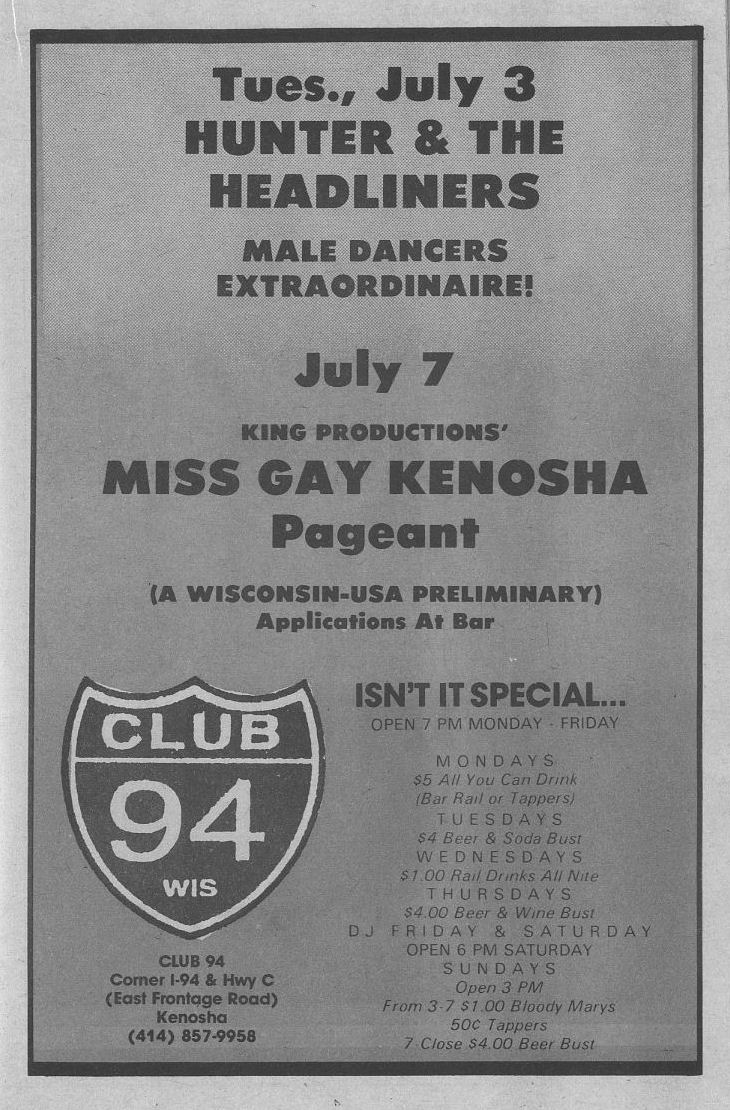 Tues., July 3
HUNTER & THE
HEADLINERS
MALE DANCERS
EXTRAORDINAIRE!
July 7
KING PRODUCTIONS'
MISS GAY KENOSHA
Pageant
(A WISCONSIN-USA PRELIMINARY)
Applications At Bar
CLUB
94
WIS
CLUB 94
Corner I-94 & Hwy C
(East Frontage Road)
Kenosha
(414) 857-9958
ISN'T IT SPECIAL...
OPEN 7 PM MONDAY - FRIDAY
MONDAYS
$5 All You Can Drink
(Bar Rail or Tappers)
TUESDAYS
$4 Beer & Soda Bust
WEDNESDAYS
$1.00 Rail Drinks All Nite
THURSDAYS
$4.00 Beer & Wine Bust
DJ FRIDAY & SATURDAY
OPEN 6 PM SATURDAY
SUNDAYS
Open 3 PM
From 3-7 $1.00 Bloody Marys
50¢ Tappers
7-Close $4.00 Beer Bust